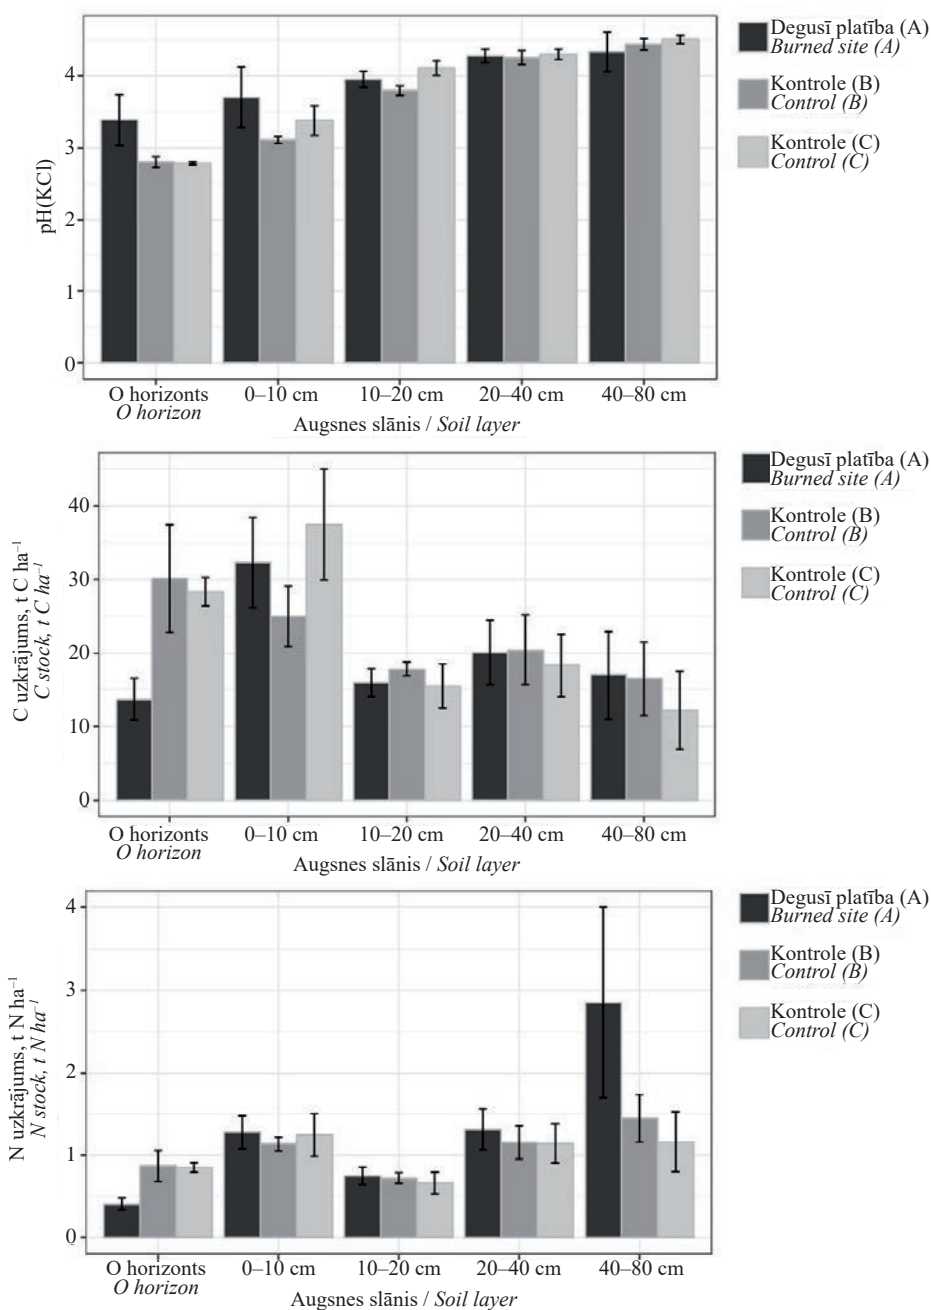 pH(KCl)
4
3
2
1
0
O horizonts
O horizon
0–10 cm
10–20 cm
20–40 cm
40–80 cm
Augsnes slānis / Soil layer
Degusī platība (A)
Burned site (A)
Kontrole (B)
Control (B)
Kontrole (C)
Control (C)
C uzkrājums, t C ha⁻¹
C stock, t C ha⁻¹
40
30
20
10
0
O horizonts
O horizon
0–10 cm
10–20 cm
20–40 cm
40–80 cm
Augsnes slānis / Soil layer
Degusī platība (A)
Burned site (A)
Kontrole (B)
Control (B)
Kontrole (C)
Control (C)
N uzkrājums, t N ha⁻¹
N stock, t N ha⁻¹
4
3
2
1
0
O horizonts
O horizon
0–10 cm
10–20 cm
20–40 cm
40–80 cm
Augsnes slānis / Soil layer
Degusī platība (A)
Burned site (A)
Kontrole (B)
Control (B)
Kontrole (C)
Control (C)